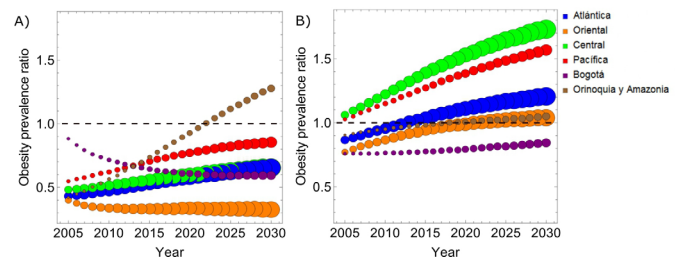 A)
Obesity prevalence ratio
1.5
1.0
0.5
2005 2010 2015 2020 2025 2030
Year
B)
Obesity prevalence ratio
1.5
1.0
0.5
2005 2010 2015 2020 2025 2030
Year
Atlántica
Oriental
Central
Pacífica
Bogotá
Orinoquia y Amazonia